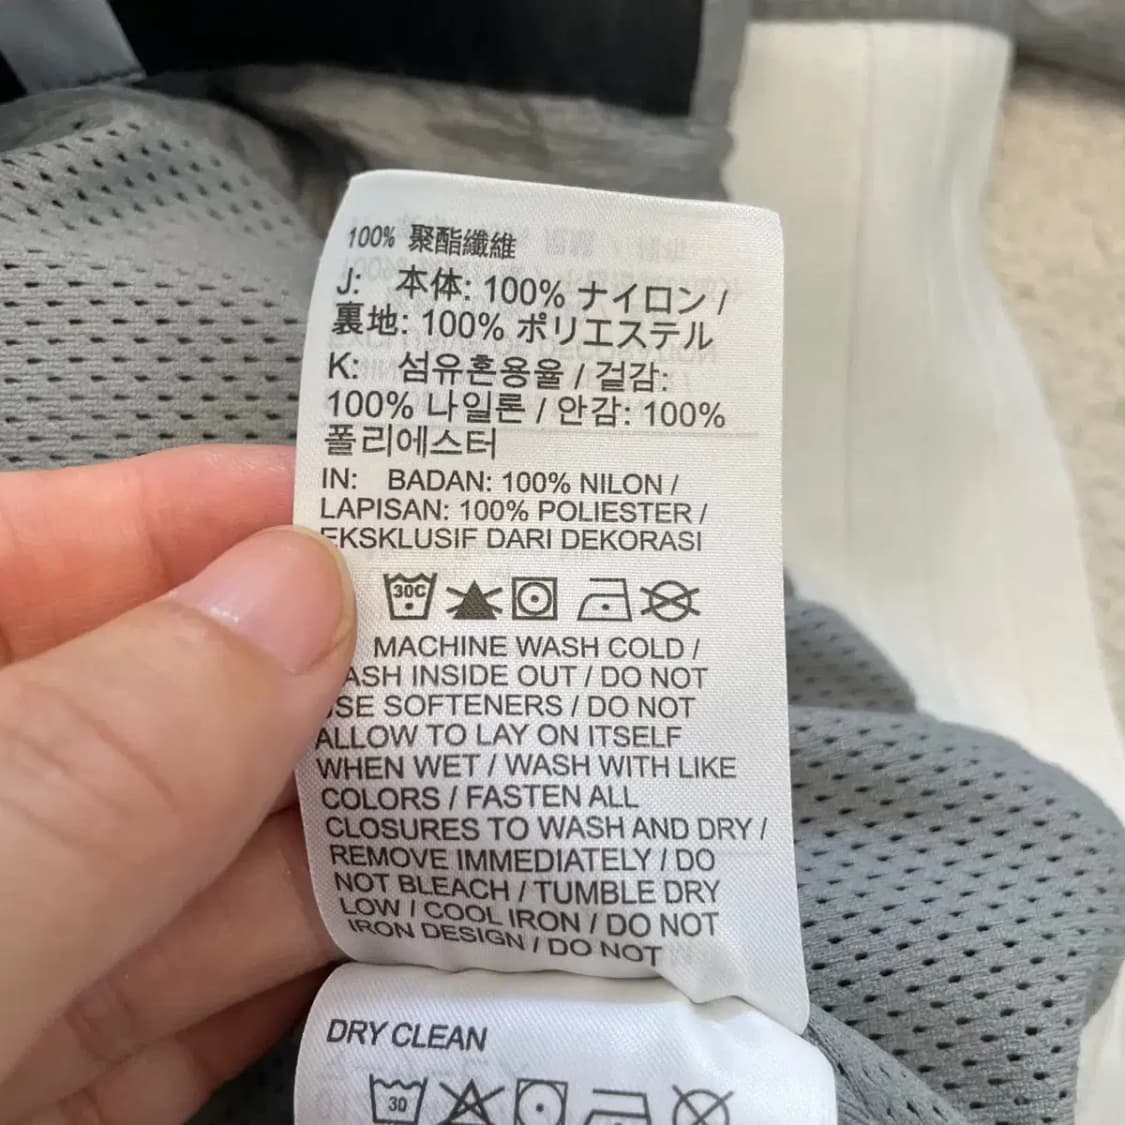 100% 聚酯纖維
J: 本体: 100% ナイロン /
裏地: 100% ポリエステル
K: 섬유혼용율 / 겉감:
100% 나일론 / 안감: 100%
폴리에스터
IN: BADAN: 100% NILON /
LAPISAN: 100% POLIESTER /
EKSKLUSIF DARI DEKORASI
30C
MACHINE WASH COLD /
ASH INSIDE OUT / DO NOT
SE SOFTENERS / DO NOT
ALLOW TO LAY ON ITSELF
WHEN WET / WASH WITH LIKE
COLORS / FASTEN ALL
CLOSURES TO WASH AND DRY /
REMOVE IMMEDIATELY / DO
NOT BLEACH / TUMBLE DRY
LOW / COOL IRON / DO NOT
IRON DESIGN / DO NOT
DRY CLEAN
30